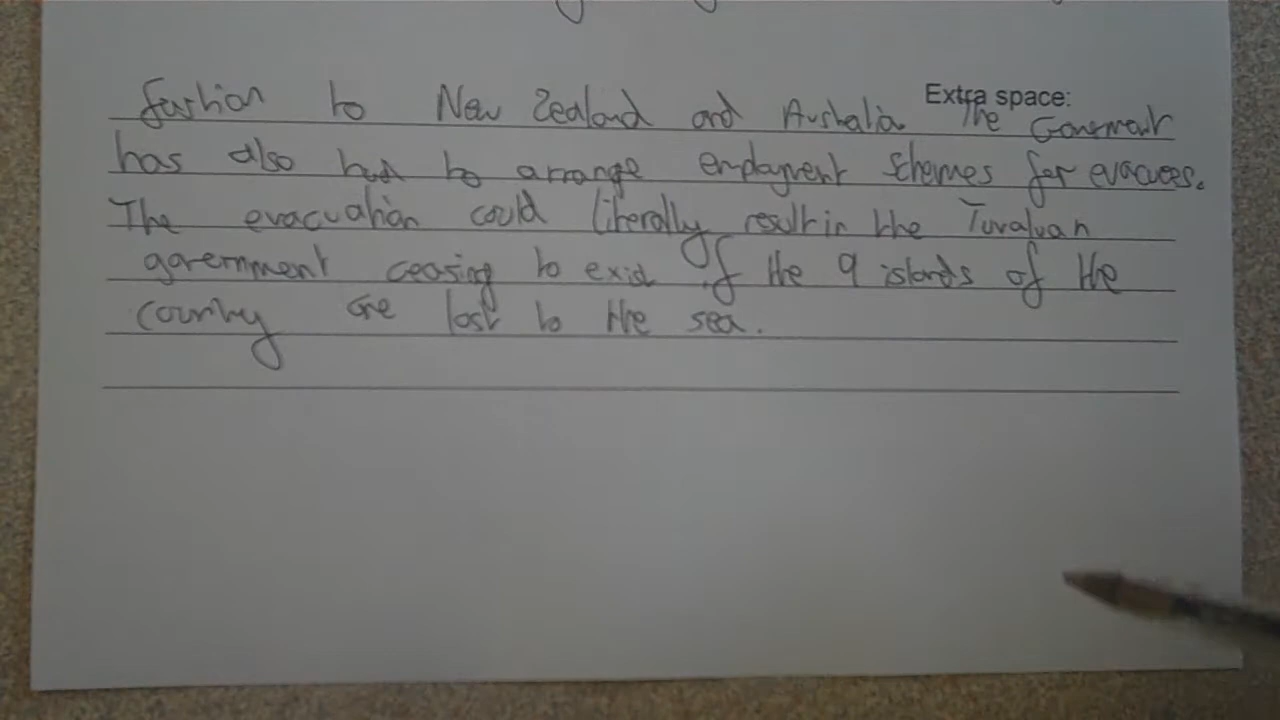 Extra space:
fashion to New Zealand and Australia The Government
has also had to arrange employment schemes for evacuees.
The evacuation could literally result in the Tuvaluan
government ceasing to exist if the 9 islands of the
country are lost to the sea.